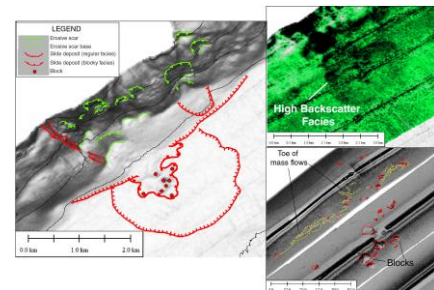 LEGEND
Erosive scar
Erosive scar base
Slide deposit (regular facies)
Slide deposit (blocky facies)
Block
0.0 km
1.0 km
2.0 km
High Backscatter
Facies
Toe of
mass flows
Blocks